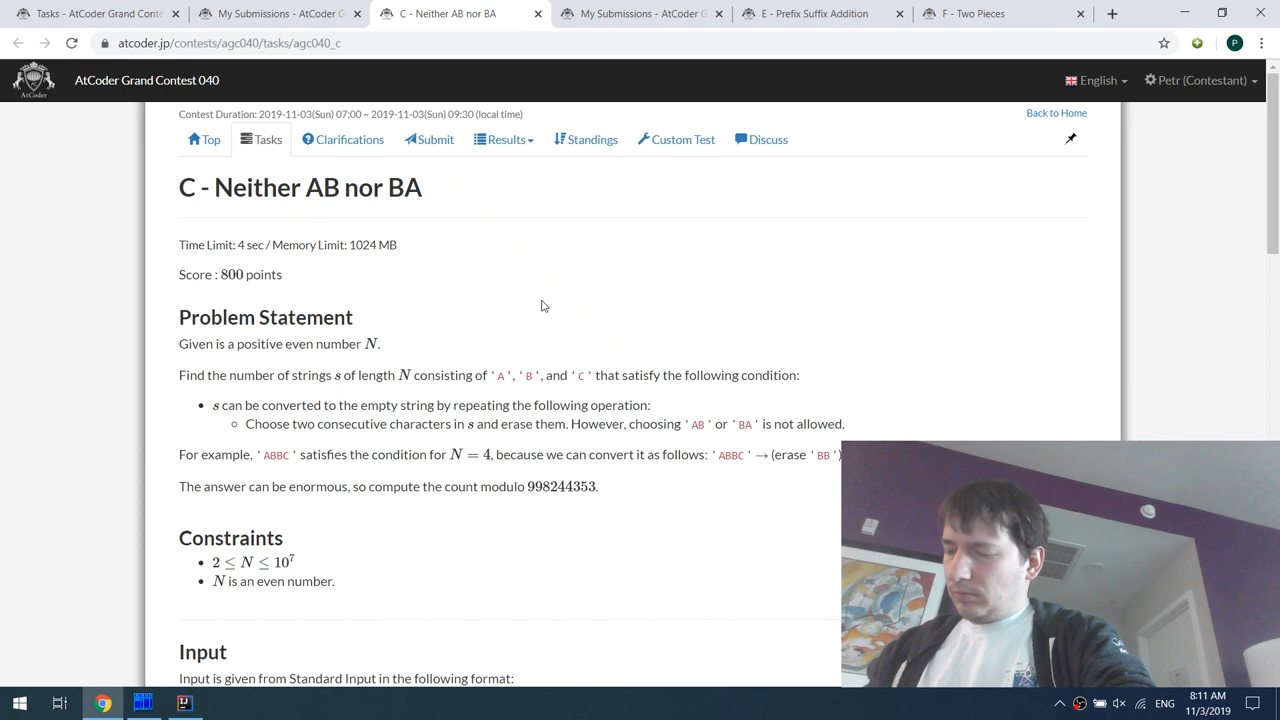 Tasks - AtCoder Grand Conte
My Submissions - AtCoder G
C - Neither AB nor BA
My Submissions - AtCoder G
E - Prefix Suffix Addition
F - Two Pieces
atcoder.jp/contests/agc040/tasks/agc040_c
P
AtCoder Grand Contest 040
English
Petr (Contestant)
Contest Duration: 2019-11-03(Sun) 07:00 ~ 2019-11-03(Sun) 09:30 (local time)
Back to Home
Top
Tasks
Clarifications
Submit
Results
Standings
Custom Test
Discuss
C - Neither AB nor BA
Time Limit: 4 sec / Memory Limit: 1024 MB
Score : 800 points
Problem Statement
Given is a positive even number N.
Find the number of strings s of length N consisting of 'A', 'B', and 'C' that satisfy the following condition:
• s can be converted to the empty string by repeating the following operation:
◦ Choose two consecutive characters in s and erase them. However, choosing 'AB' or 'BA' is not allowed.
For example, 'ABBC' satisfies the condition for N = 4, because we can convert it as follows: 'ABBC' → (erase 'BB')
The answer can be enormous, so compute the count modulo 998244353.
Constraints
• 2 ≤ N ≤ 10^7
• N is an even number.
Input
Input is given from Standard Input in the following format:
ENG
8:11 AM
11/3/2019